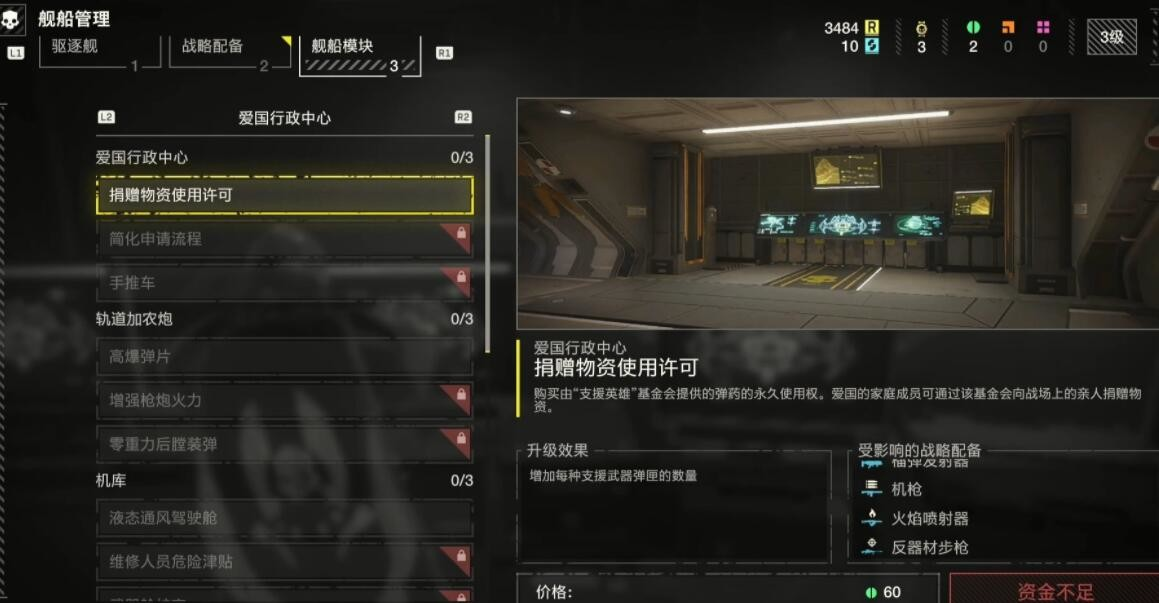 舰船管理
L1
驱逐舰
1
战略配备
2
舰船模块
3
R1
3484 R
10
3
2
0
0
3级
L2
爱国行政中心
R2
爱国行政中心 0/3
捐赠物资使用许可
简化申请流程
手推车
轨道加农炮 0/3
高爆弹片
增强枪炮火力
零重力后膛装弹
机库 0/3
液态通风驾驶舱
维修人员危险津贴
爱国行政中心
捐赠物资使用许可
购买由“支援英雄”基金会提供的弹药的永久使用权。爱国的家庭成员可通过该基金会向战场上的亲人捐赠物
资。
升级效果
增加每种支援武器弹匣的数量
受影响的战略配备
榴弹发射器
机枪
火焰喷射器
反器材步枪
价格: 60
资金不足